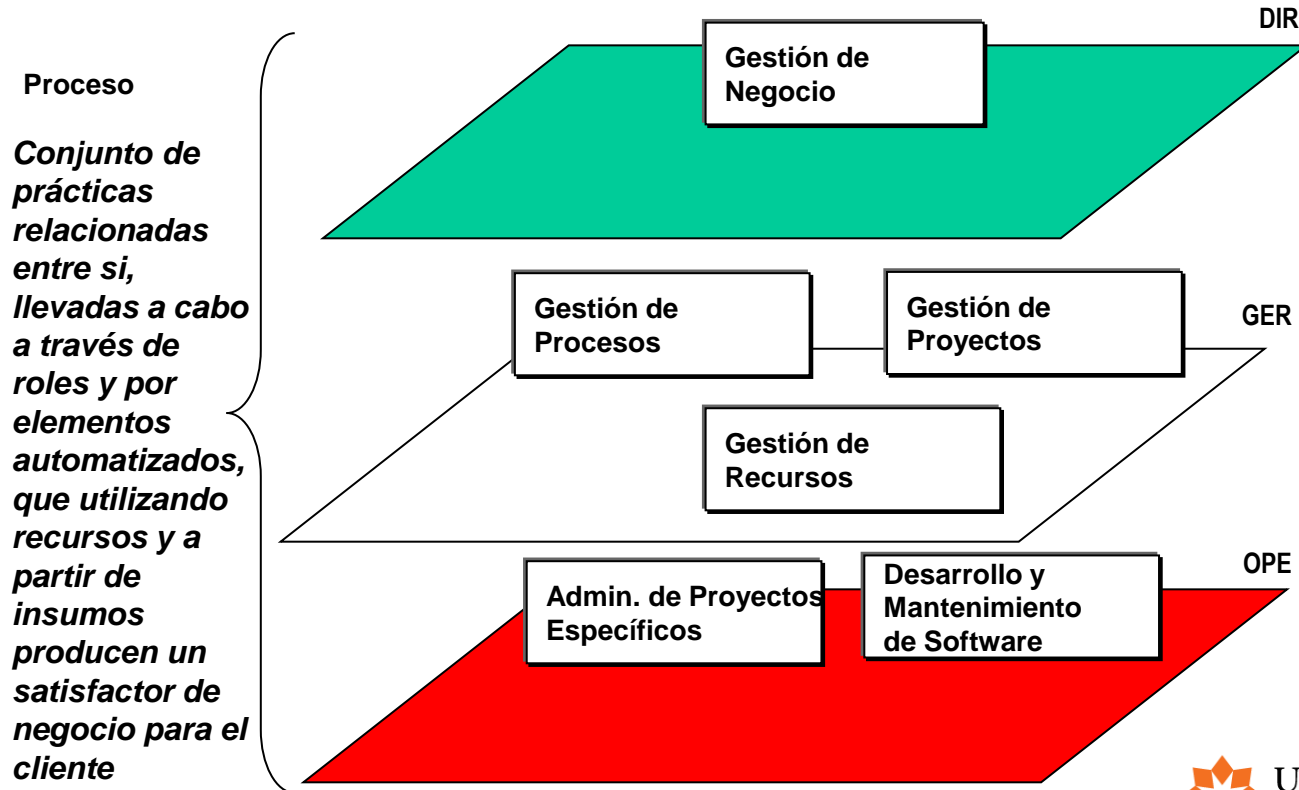 Proceso
Conjunto de
prácticas
relacionadas
entre si,
llevadas a cabo
a través de
roles y por
elementos
automatizados,
que utilizando
recursos y a
partir de
insumos
producen un
satisfactor de
negocio para el
cliente
DIR
Gestión de
Negocio
Gestión de
Procesos
Gestión de
Proyectos
GER
Gestión de
Recursos
OPE
Admin. de Proyectos
Específicos
Desarrollo y
Mantenimiento
de Software
U